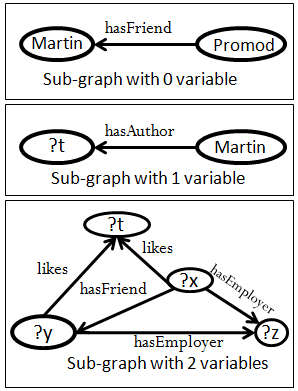 hasFriend
Martin
Promod
Sub-graph with 0 variable
hasAuthor
?t
Martin
Sub-graph with 1 variable
?t
likes
likes
hasFriend
?x
hasEmployer
?y
hasEmployer
?z
Sub-graph with 2 variables